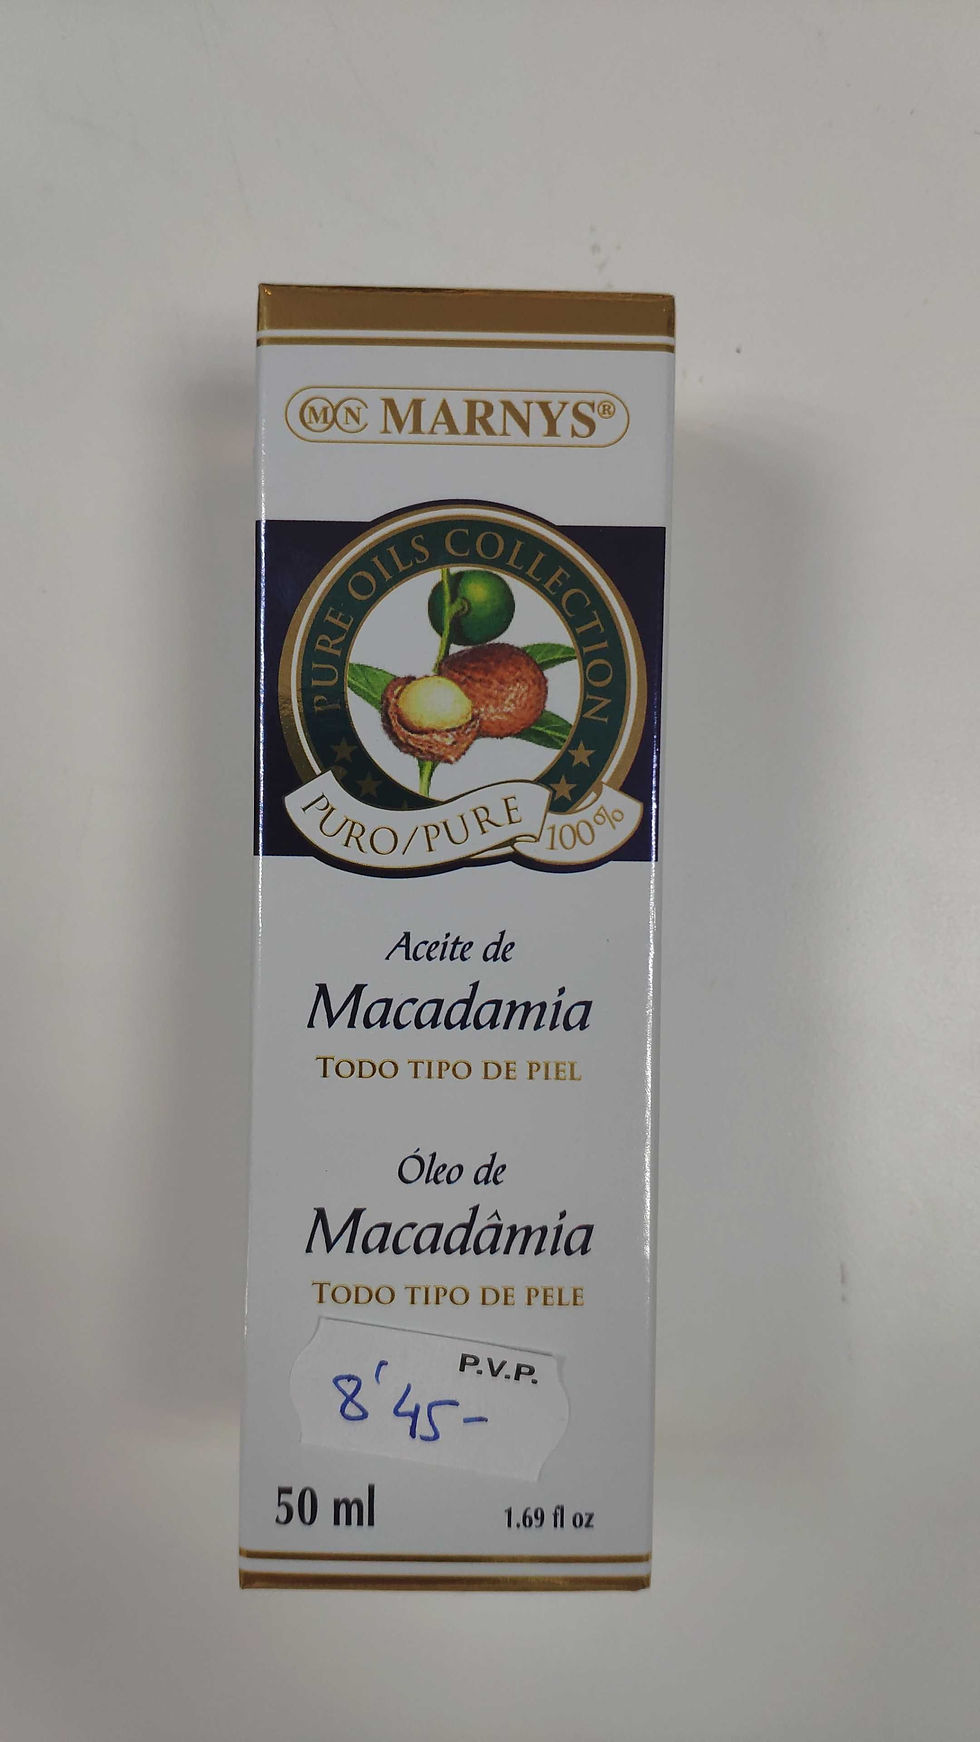 MN MARNYS®
PURE OILS COLLECTION
PURO/PURE 100%
Aceite de
Macadamia
TODO TIPO DE PIEL
Óleo de
Macadâmia
TODO TIPO DE PELE
P.V.P.
8'45-
50 ml 1.69 fl oz